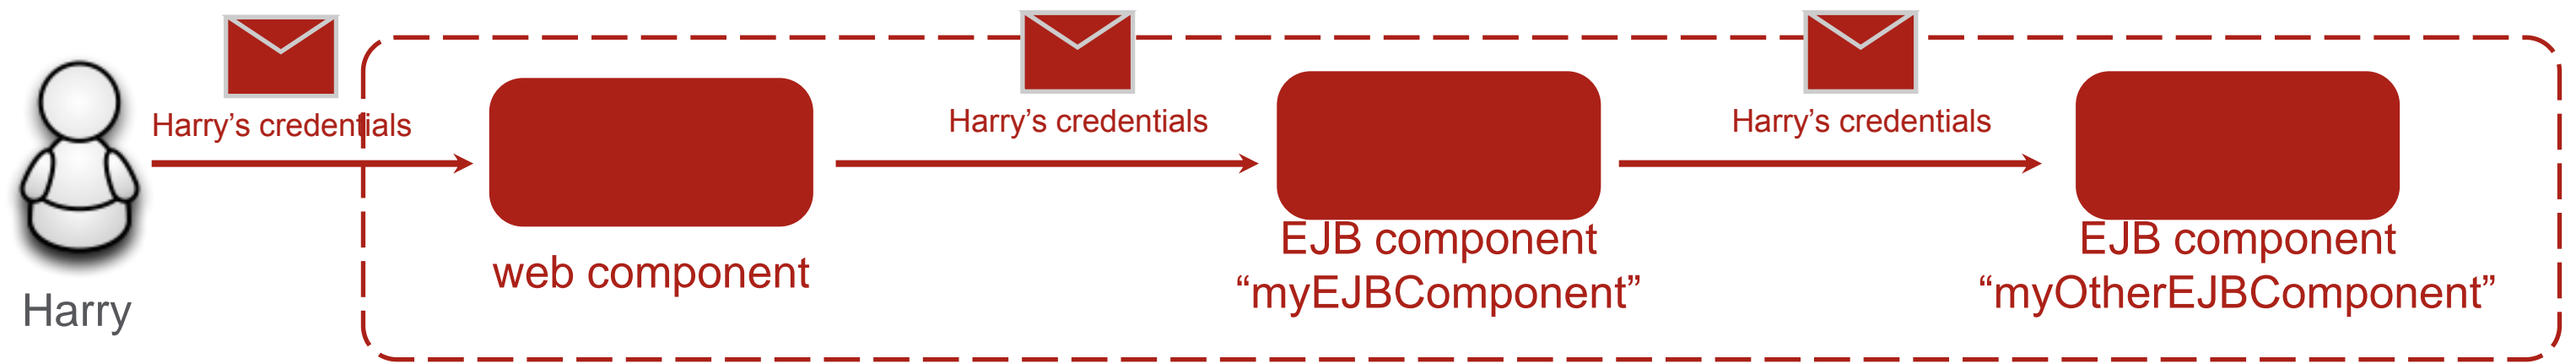 Harry’s credentials
Harry’s credentials
Harry’s credentials
Harry
web component
EJB component
“myEJBComponent”
EJB component
“myOtherEJBComponent”